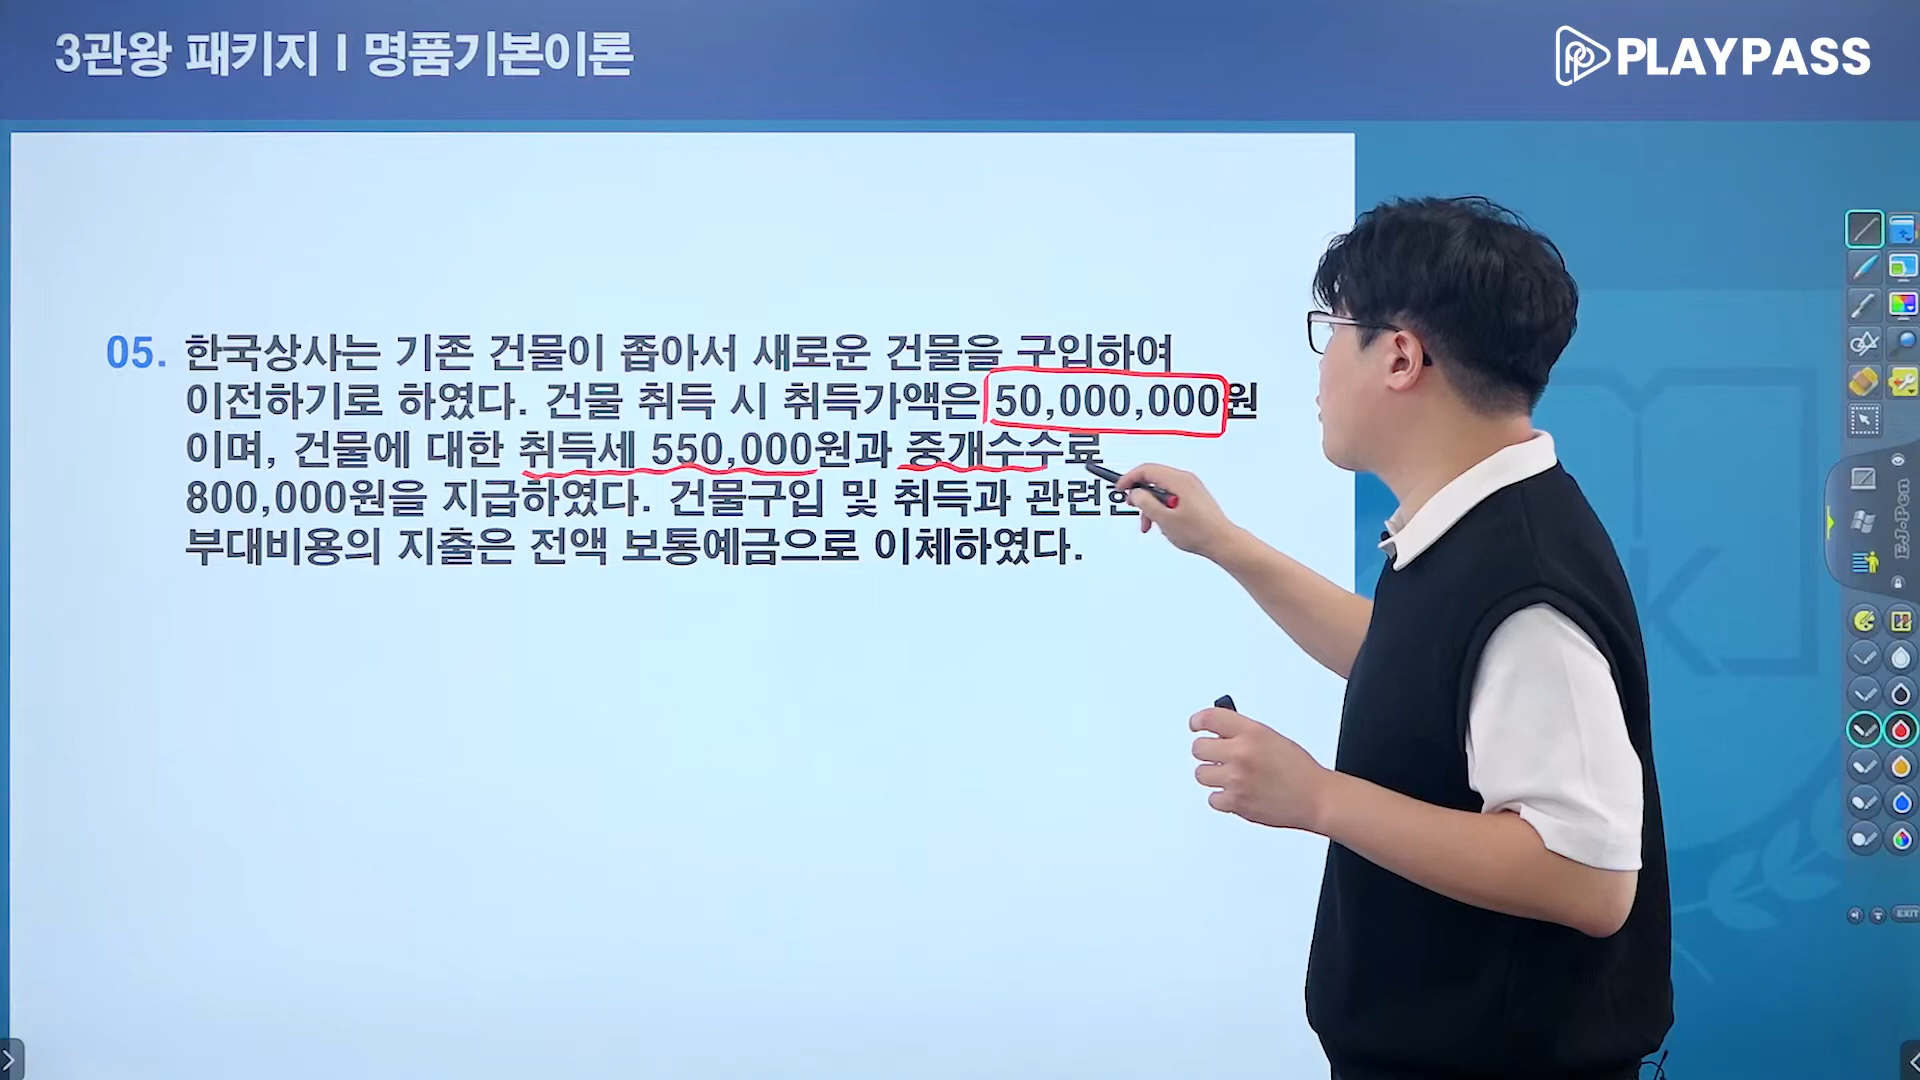 3관왕 패키지 | 명품기본이론
PLAYPASS
05. 한국상사는 기존 건물이 좁아서 새로운 건물을 구입하여
이전하기로 하였다. 건물 취득 시 취득가액은 50,000,000원
이며, 건물에 대한 취득세 550,000원과 중개수수료
800,000원을 지급하였다. 건물구입 및 취득과 관련한
부대비용의 지출은 전액 보통예금으로 이체하였다.
EXIT